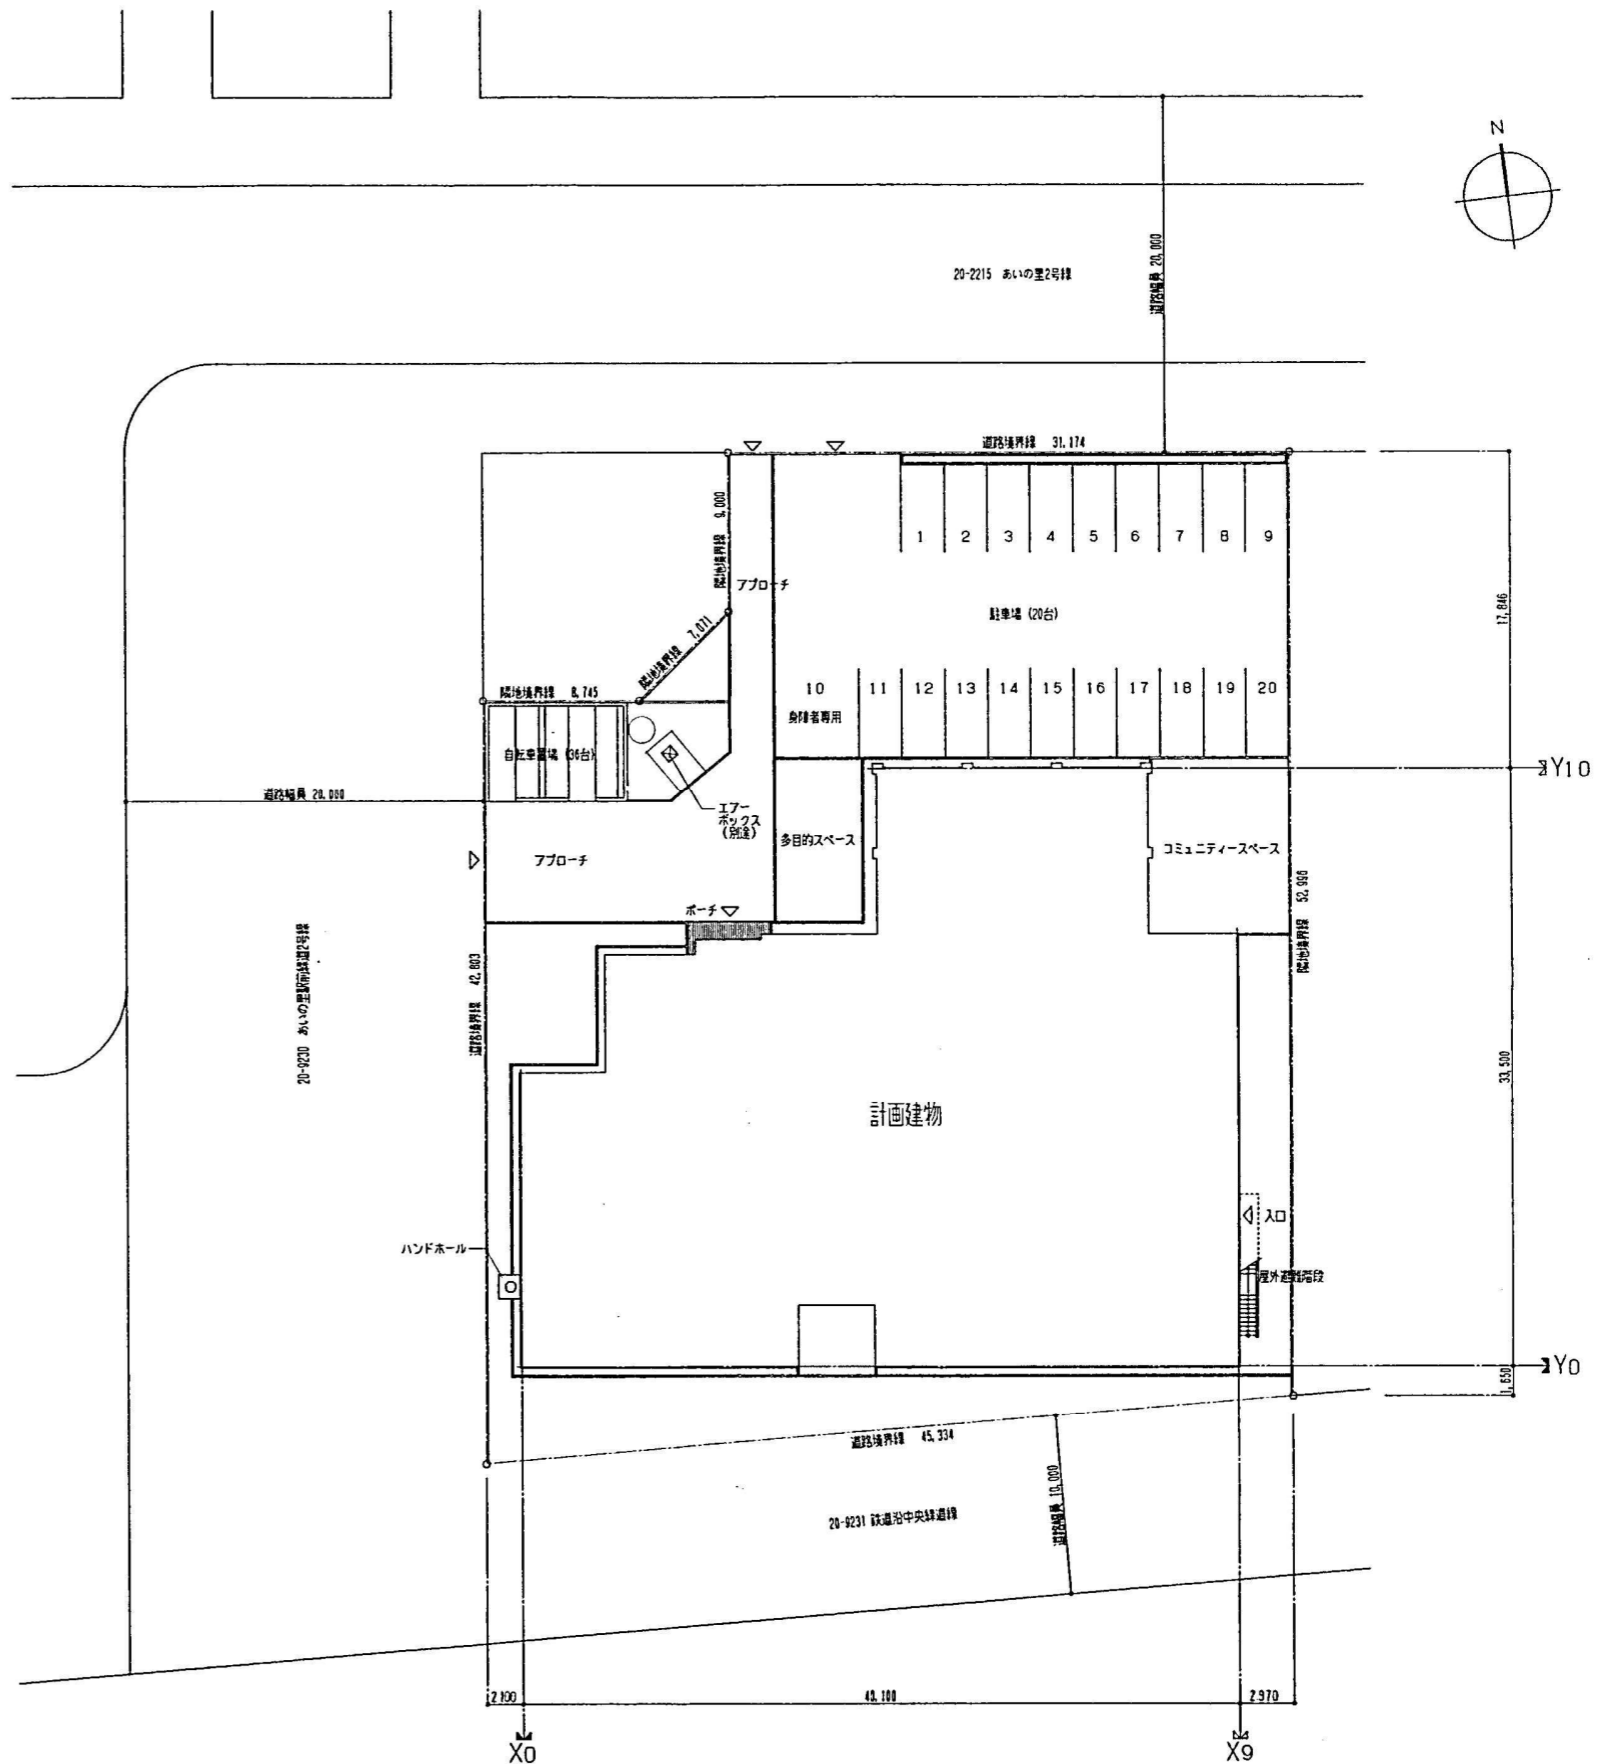 N
20-2215 あいの里2号線
道路幅員 20,000
道路境界線 31,174
隣地境界線 9,000
アプローチ
1 2 3 4 5 6 7 8 9
駐車場 (20台)
17,846
隣地境界線 7,071
隣地境界線 8,745
10 11 12 13 14 15 16 17 18 19 20
身障者専用
自転車置場 (36台)
Y10
道路幅員 20,000
エアー
ボックス
(別途)
アプローチ
多目的スペース
コミュニティースペース
ポーチ
隣地境界線 52,996
20-9230 あいの里駅前緑道2号線
道路境界線 42,803
33,500
計画建物
入口
ハンドホール
屋外避難階段
Y0
1,650
道路境界線 45,334
道路幅員 10,000
20-9231 鉄道沿中央緑道線
2100
2970
X0
X9